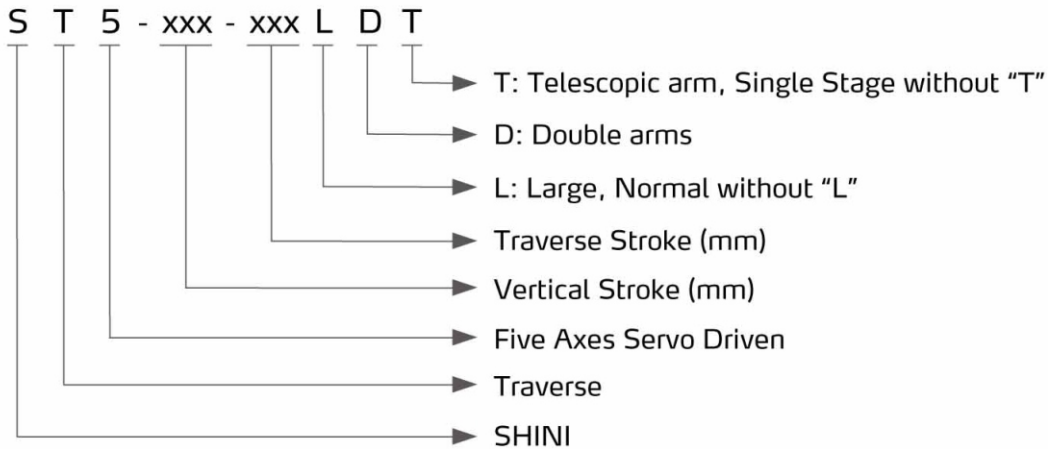 S T 5 - xxx - xxx L D T
T: Telescopic arm, Single Stage without “T”
D: Double arms
L: Large, Normal without “L”
Traverse Stroke (mm)
Vertical Stroke (mm)
Five Axes Servo Driven
Traverse
SHINI